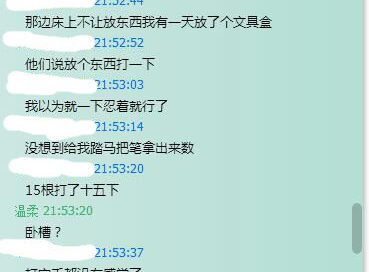 21:52:44
那边床上不让放东西我有一天放了个文具盒
21:52:52
他们说放个东西打一下
21:53:03
我以为就一下忍着就行了
21:53:14
没想到给我踏马把笔拿出来数
21:53:20
15根打了十五下
温柔 21:53:20
卧槽？
21:53:37